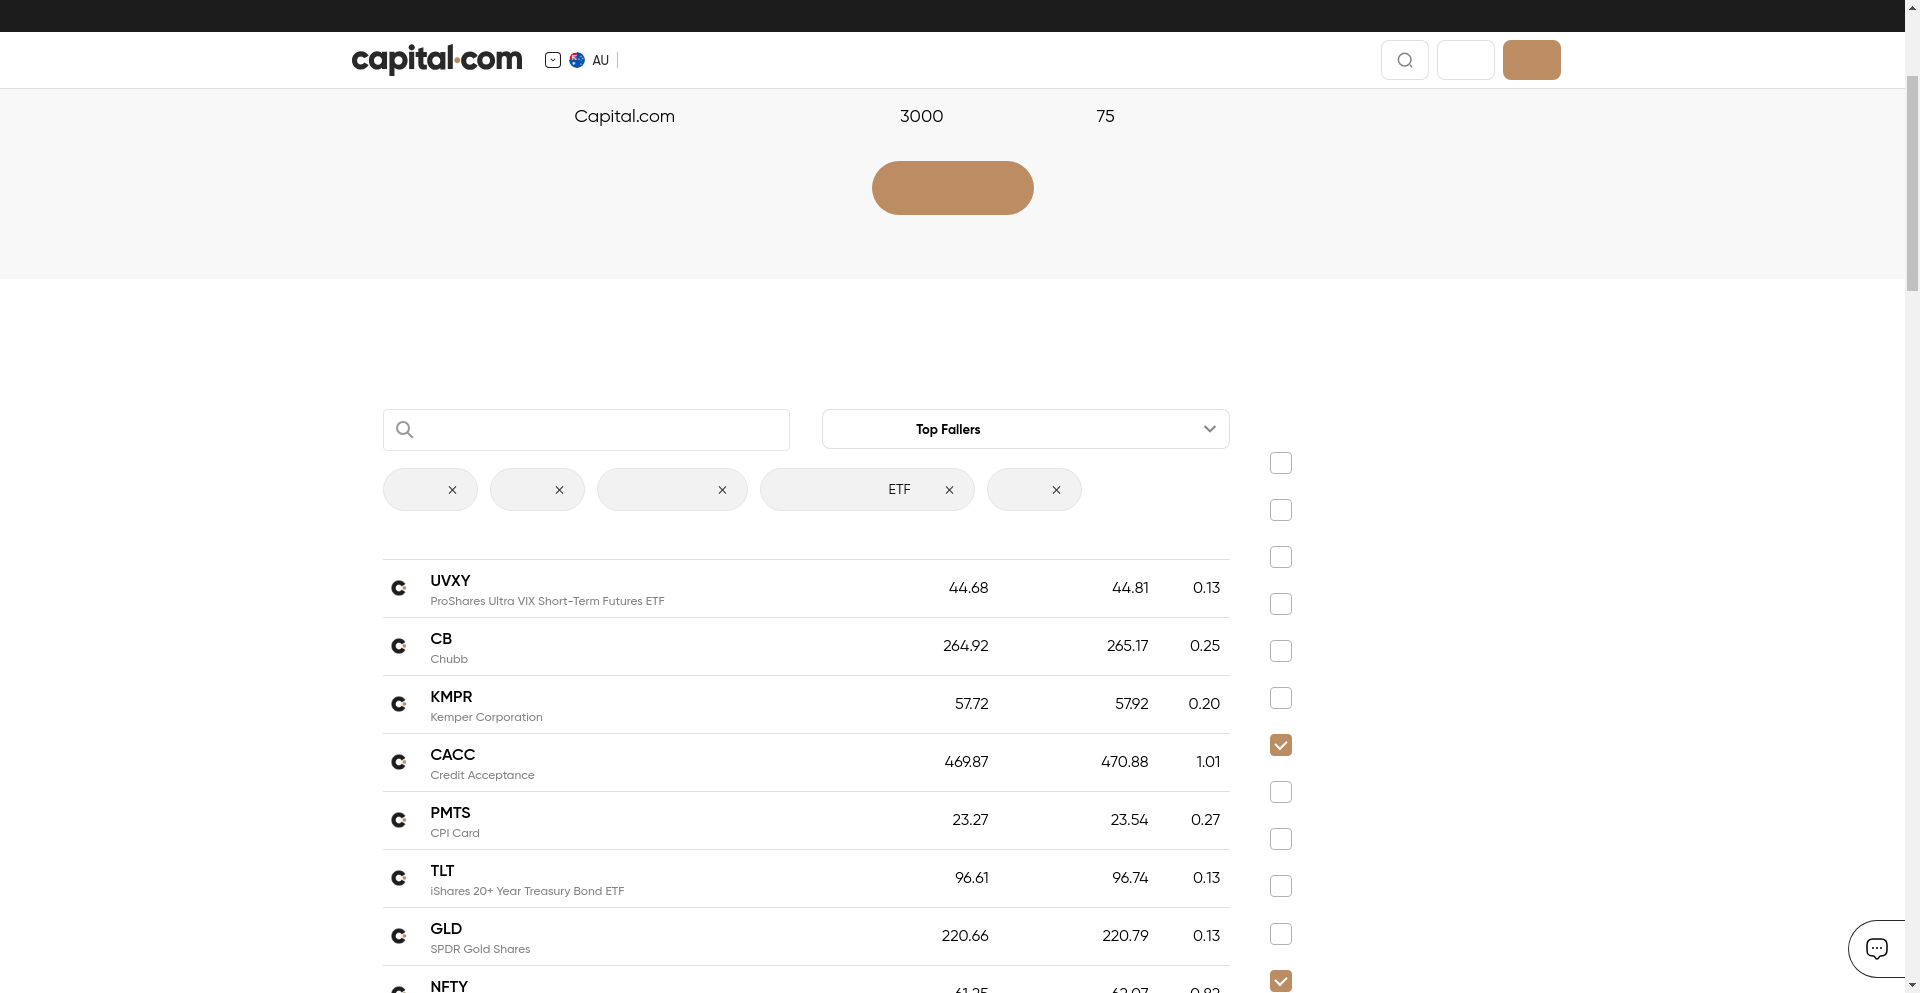 capital.com AU
Capital.com 3000 75
Top Fallers
ETF
UVXY
ProShares Ultra VIX Short-Term Futures ETF
44.68 44.81 0.13
CB
Chubb
264.92 265.17 0.25
KMPR
Kemper Corporation
57.72 57.92 0.20
CACC
Credit Acceptance
469.87 470.88 1.01
PMTS
CPI Card
23.27 23.54 0.27
TLT
iShares 20+ Year Treasury Bond ETF
96.61 96.74 0.13
GLD
SPDR Gold Shares
220.66 220.79 0.13
NFTY